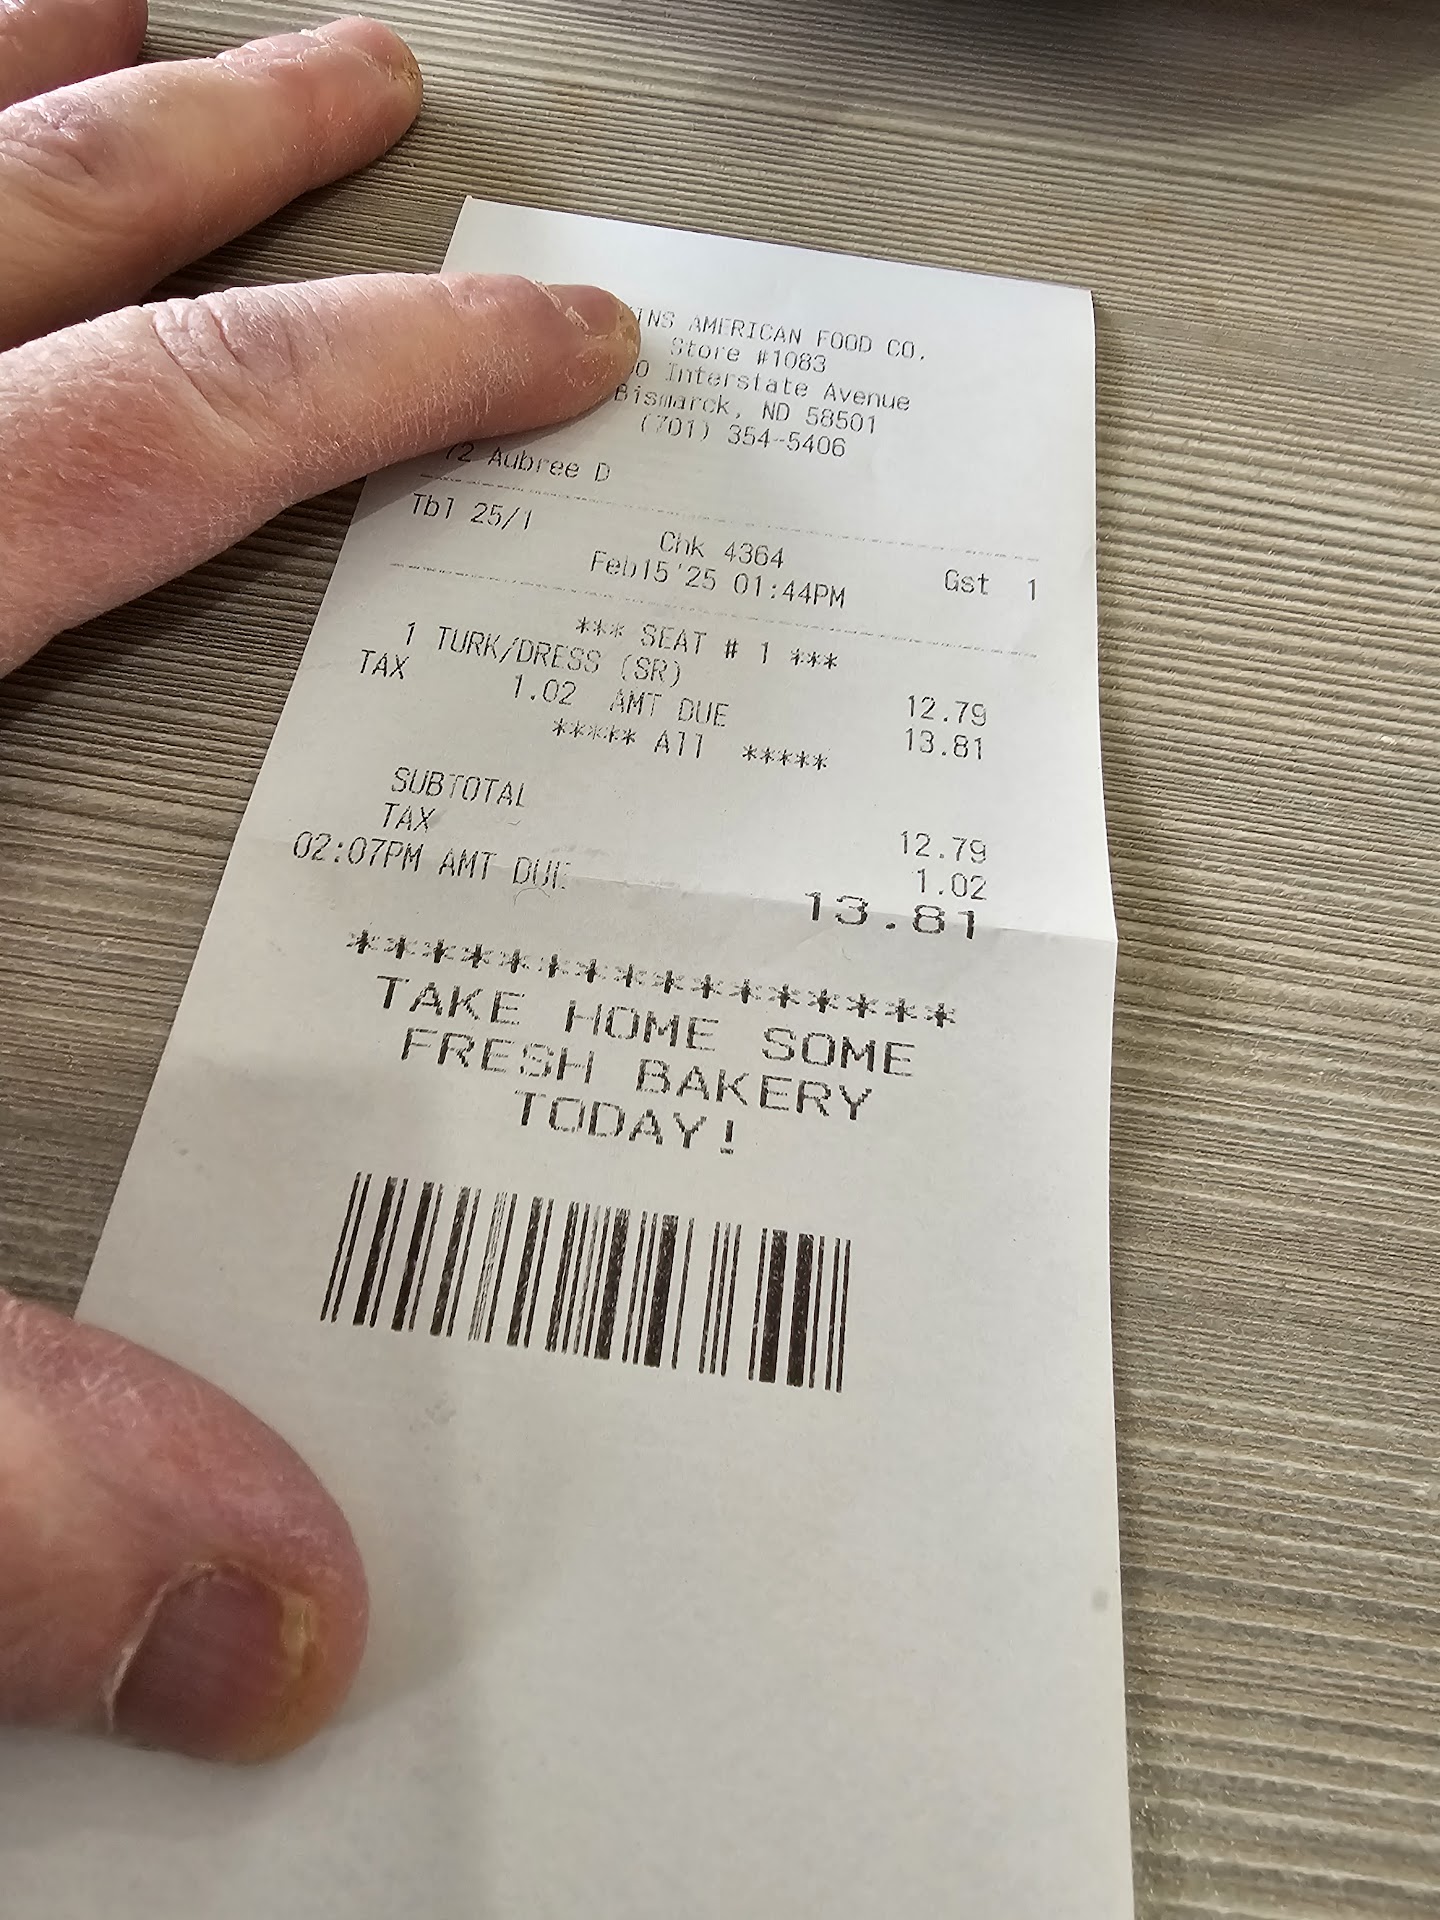 INS AMERICAN FOOD CO.
Store #1083
0 Interstate Avenue
Bismarck, ND 58501
(701) 354-5406
72 Aubree D
Tbl 25/1 Chk 4364 Gst 1
Feb15'25 01:44PM
*** SEAT # 1 ***
1 TURK/DRESS (SR) 12.79
TAX 1.02 AMT DUE 13.81
***** All *****
SUBTOTAL 12.79
TAX 1.02
02:07PM AMT DUE 13.81
****************
TAKE HOME SOME
FRESH BAKERY
TODAY!